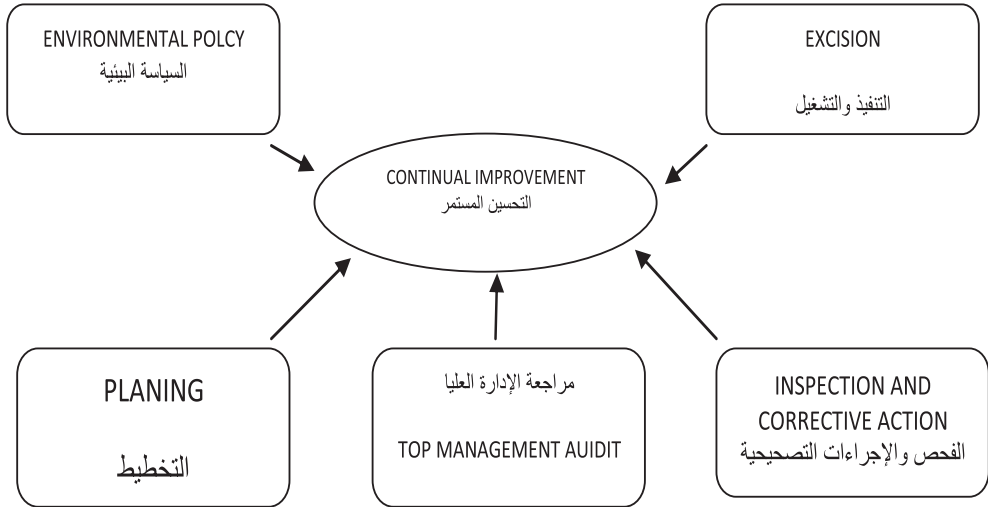 ENVIRONMENTAL POLCY
السياسة البيئية
EXCISION
التنفيذ والتشغيل
CONTINUAL IMPROVEMENT
التحسين المستمر
PLANING
التخطيط
مراجعة الإدارة العليا
TOP MANAGEMENT AUIDIT
INSPECTION AND
CORRECTIVE ACTION
الفحص والإجراءات التصحيحية